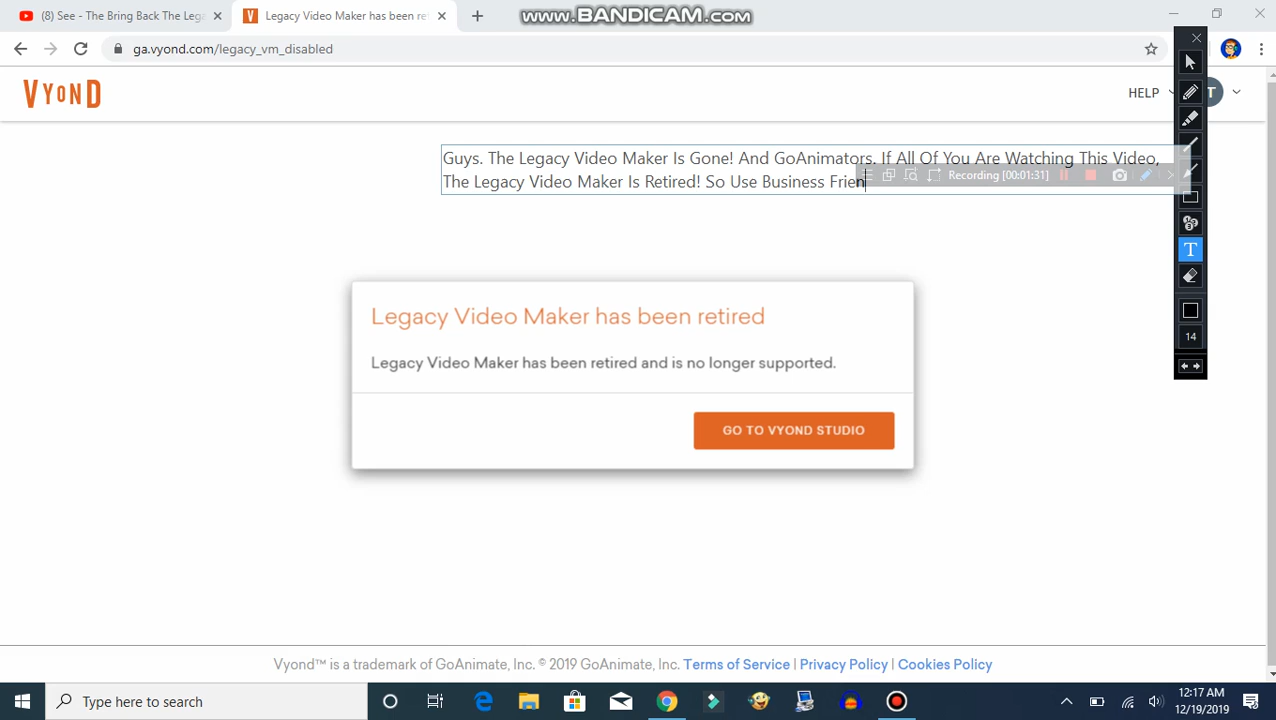 www.BANDICAM.com
(8) See - The Bring Back The Lega
Legacy Video Maker has been ret
ga.vyond.com/legacy_vm_disabled
VYOND
HELP
T
Guys. The Legacy Video Maker Is Gone! And GoAnimators. If All Of You Are Watching This Video,
The Legacy Video Maker Is Retired! So Use Business Frien
Recording [00:01:31]
T
14
Legacy Video Maker has been retired
Legacy Video Maker has been retired and is no longer supported.
GO TO VYOND STUDIO
Vyond™ is a trademark of GoAnimate, Inc. © 2019 GoAnimate, Inc. Terms of Service | Privacy Policy | Cookies Policy
Type here to search
12:17 AM
12/19/2019